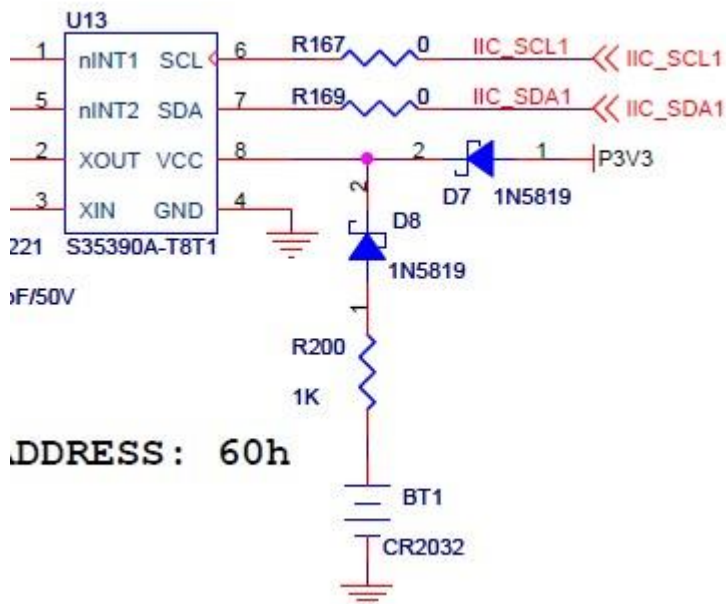 U13
1 nINT1 SCL 6 R167 0 IIC_SCL1 IIC_SCL1
5 nINT2 SDA 7 R169 0 IIC_SDA1 IIC_SDA1
2 XOUT VCC 8 2 1 P3V3
D7 1N5819
3 XIN GND 4
2 D8
221 S35390A-T8T1
1N5819
pF/50V
1
R200
1K
ADDRESS: 60h
BT1
CR2032